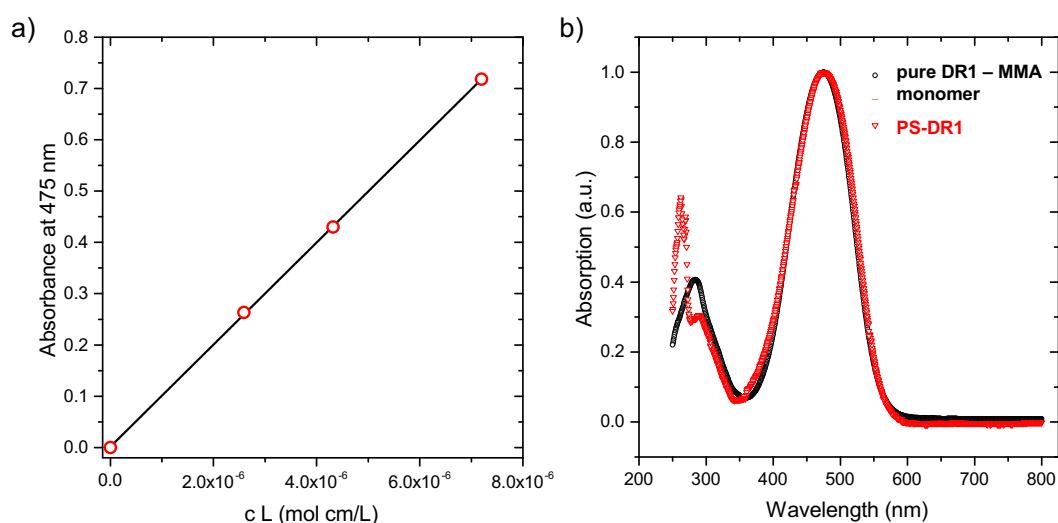 a)
0.8
0.7
0.6
0.5
0.4
0.3
0.2
0.1
0.0
Absorbance at 475 nm
0.0
2.0x10⁻⁶
4.0x10⁻⁶
6.0x10⁻⁶
8.0x10⁻⁶
c L (mol cm/L)
b)
1.0
0.8
0.6
0.4
0.2
0.0
Absorption (a.u.)
pure DR1 – MMA
monomer
PS-DR1
200
300
400
500
600
700
800
Wavelength (nm)